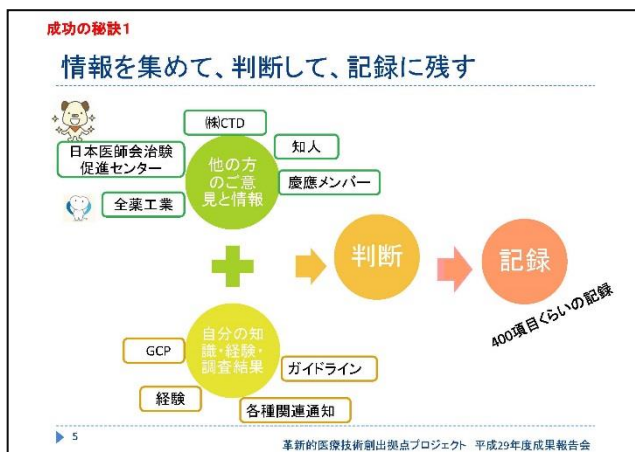 成功の秘訣1
情報を集めて、判断して、記録に残す
㈱CTD
日本医師会治験
促進センター
知人
他の方
のご意
見と情報
慶應メンバー
全薬工業
判断
記録
400項目くらいの記録
自分の知
識・経験・
調査結果
GCP
ガイドライン
経験
各種関連通知
5
革新的医療技術創出拠点プロジェクト 平成29年度成果報告会